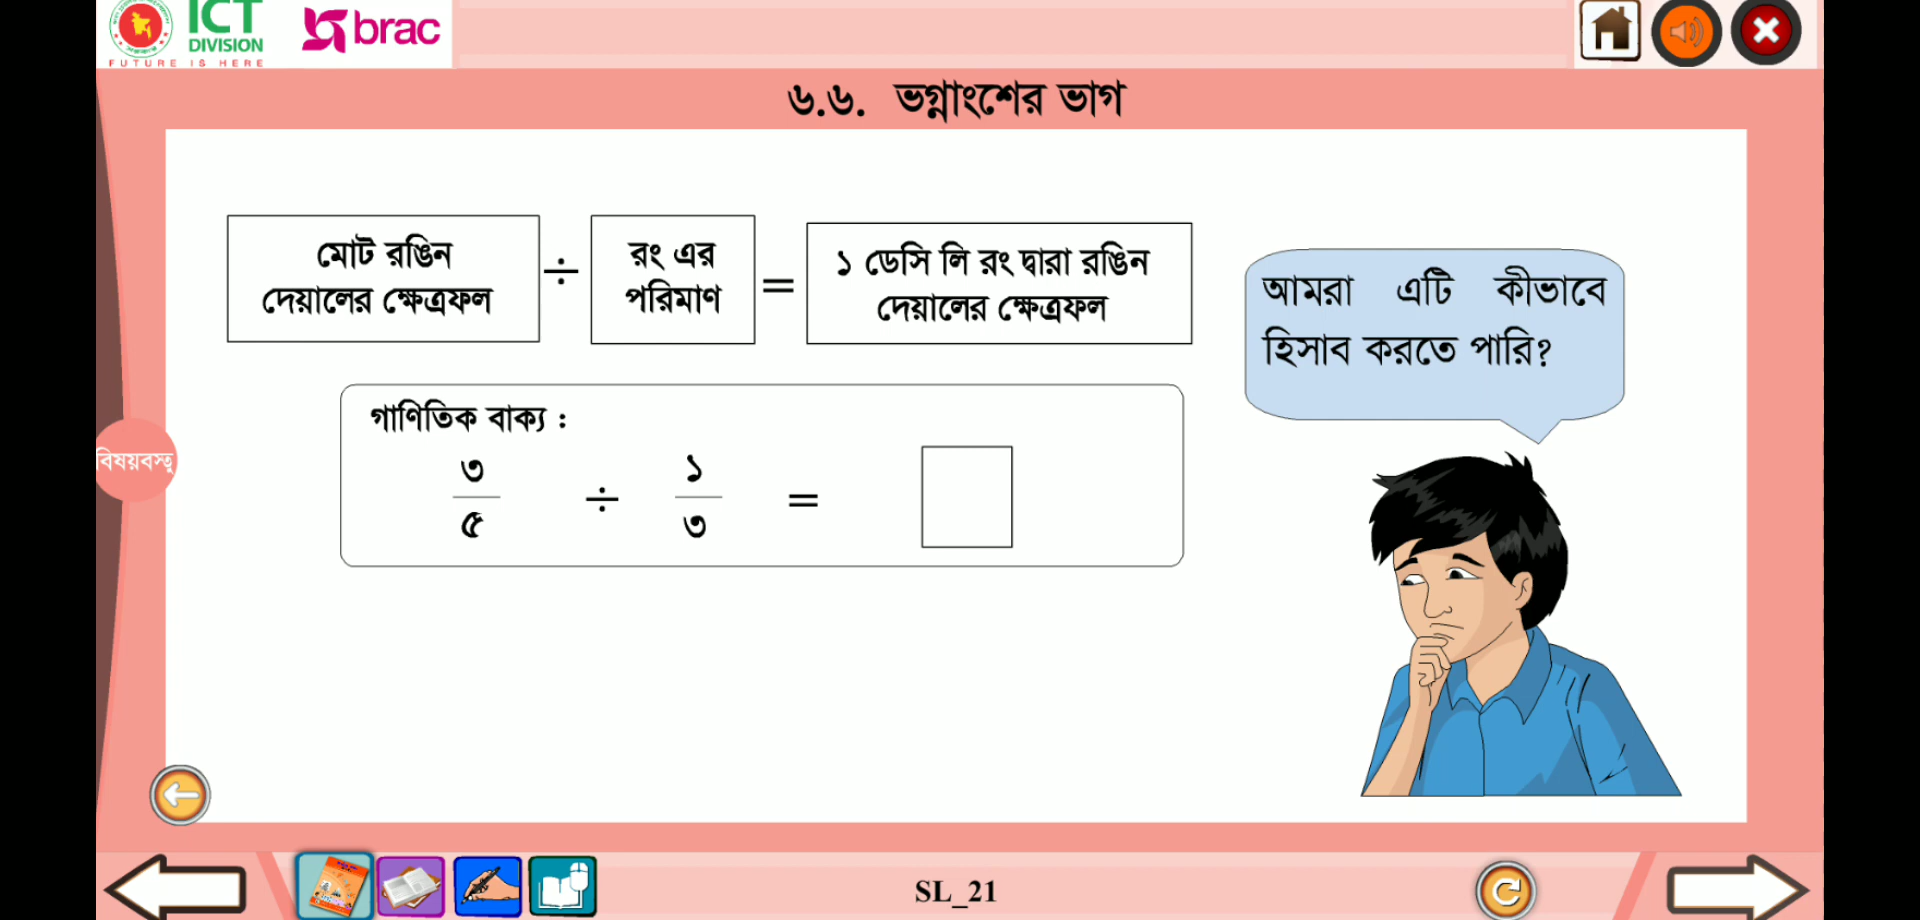 ICT
DIVISION
FUTURE IS HERE
brac
৬.৬. ভগ্নাংশের ভাগ
মোট রঙিন
দেয়ালের ক্ষেত্রফল
÷
রং এর
পরিমাণ
=
১ ডেসি লি রং দ্বারা রঙিন
দেয়ালের ক্ষেত্রফল
আমরা এটি কীভাবে
হিসাব করতে পারি?
গাণিতিক বাক্য :
৩/৫ ÷ ১/৩ =
বিষয়বস্তু
SL_21